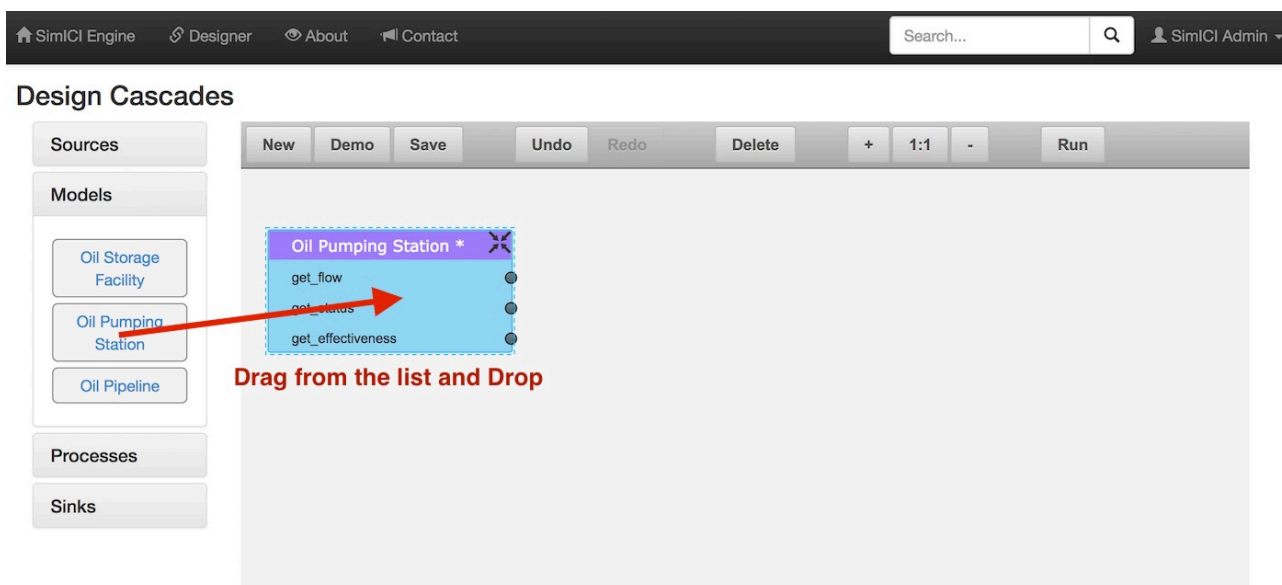 SimICI Engine Designer About Contact Search... SimICI Admin
Design Cascades
Sources
New Demo Save Undo Redo Delete + 1:1 - Run
Models
Oil Storage
Facility
Oil Pumping
Station
Oil Pipeline
Processes
Sinks
Oil Pumping Station *
get_flow
get_status
get_effectiveness
Drag from the list and Drop